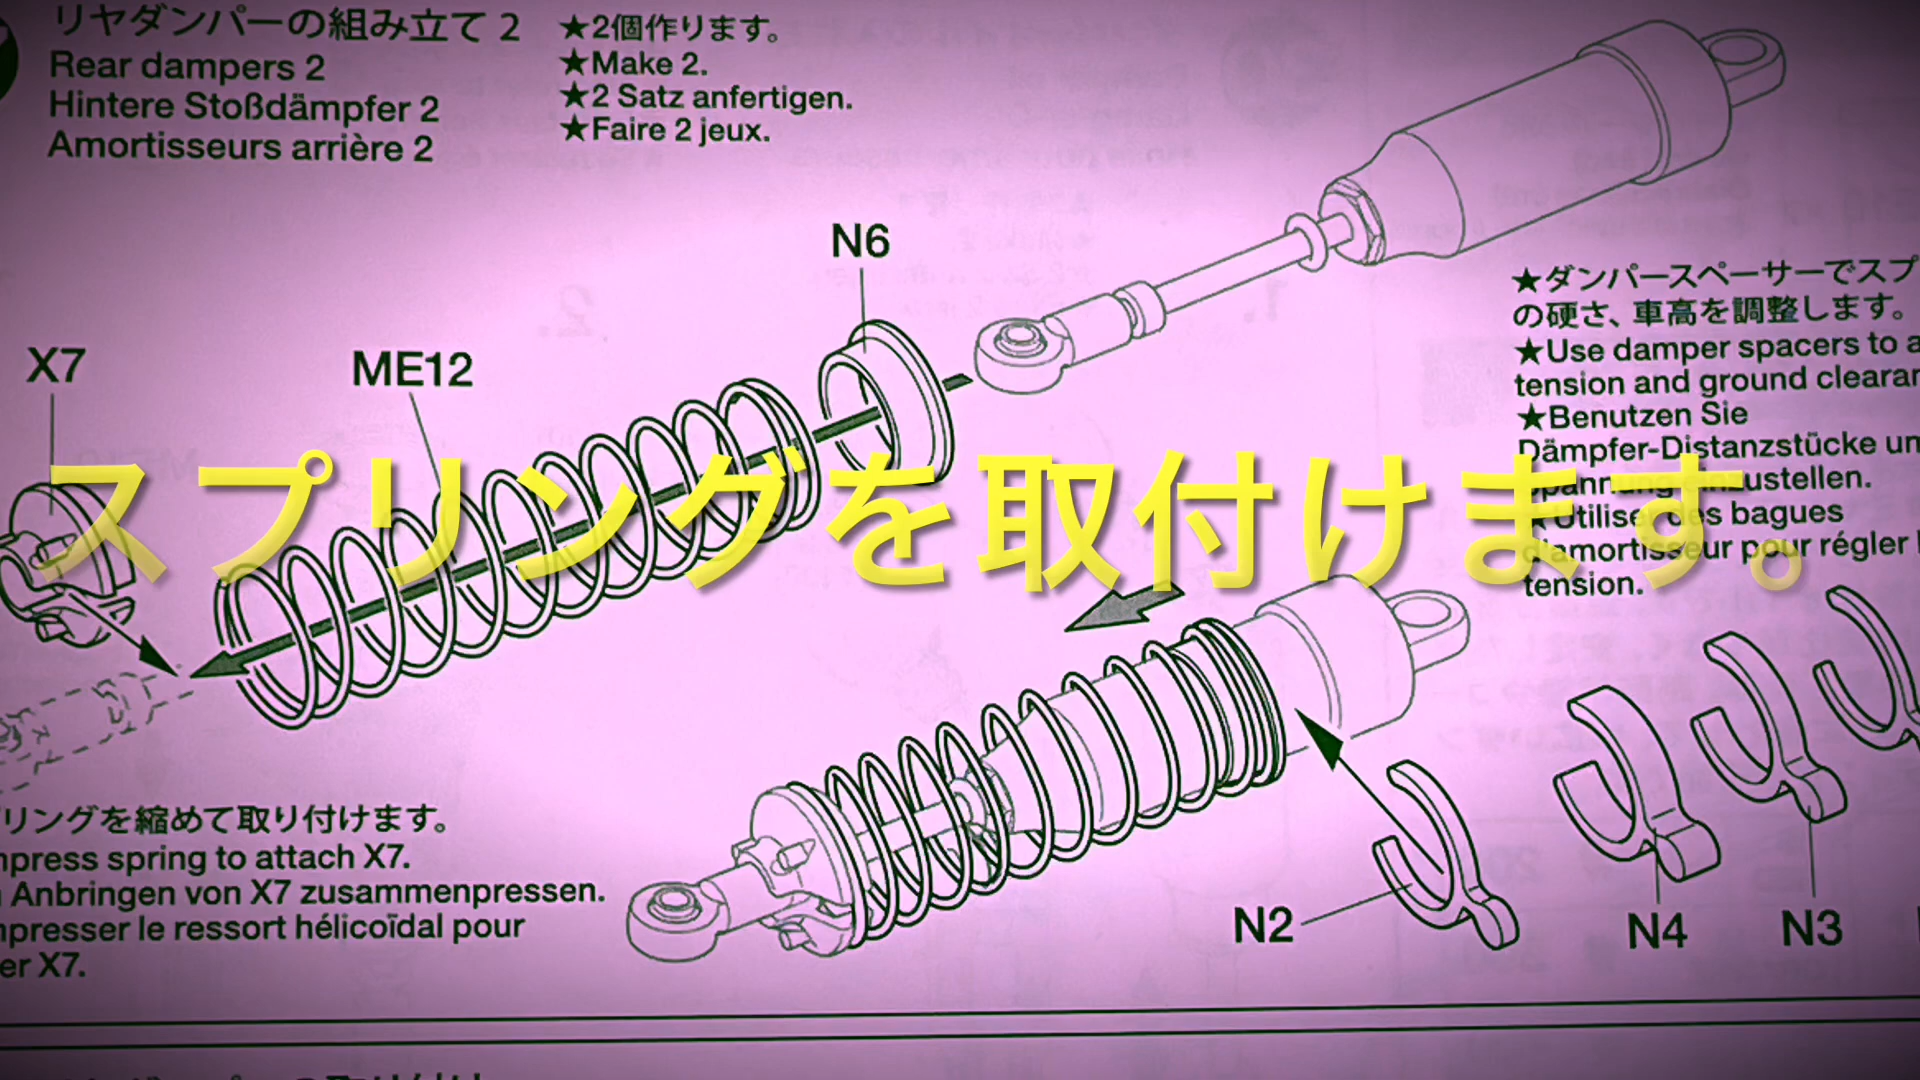 リヤダンパーの組み立て 2
Rear dampers 2
Hintere Stoßdämpfer 2
Amortisseurs arrière 2
★2個作ります。
★Make 2.
★2 Satz anfertigen.
★Faire 2 jeux.
N6
X7
ME12
★ダンパースペーサーでスプ
の硬さ、車高を調整します。
★Use damper spacers to a
tension and ground clearan
★Benutzen Sie
Dämpfer-Distanzstücke un
einzustellen.
Utiliser des bagues
d'amortisseur pour régler l
tension.
スプリングを取付けます。
リングを縮めて取り付けます。
mpress spring to attach X7.
Anbringen von X7 zusammenpressen.
mpresser le ressort hélicoïdal pour
er X7.
N2
N4
N3